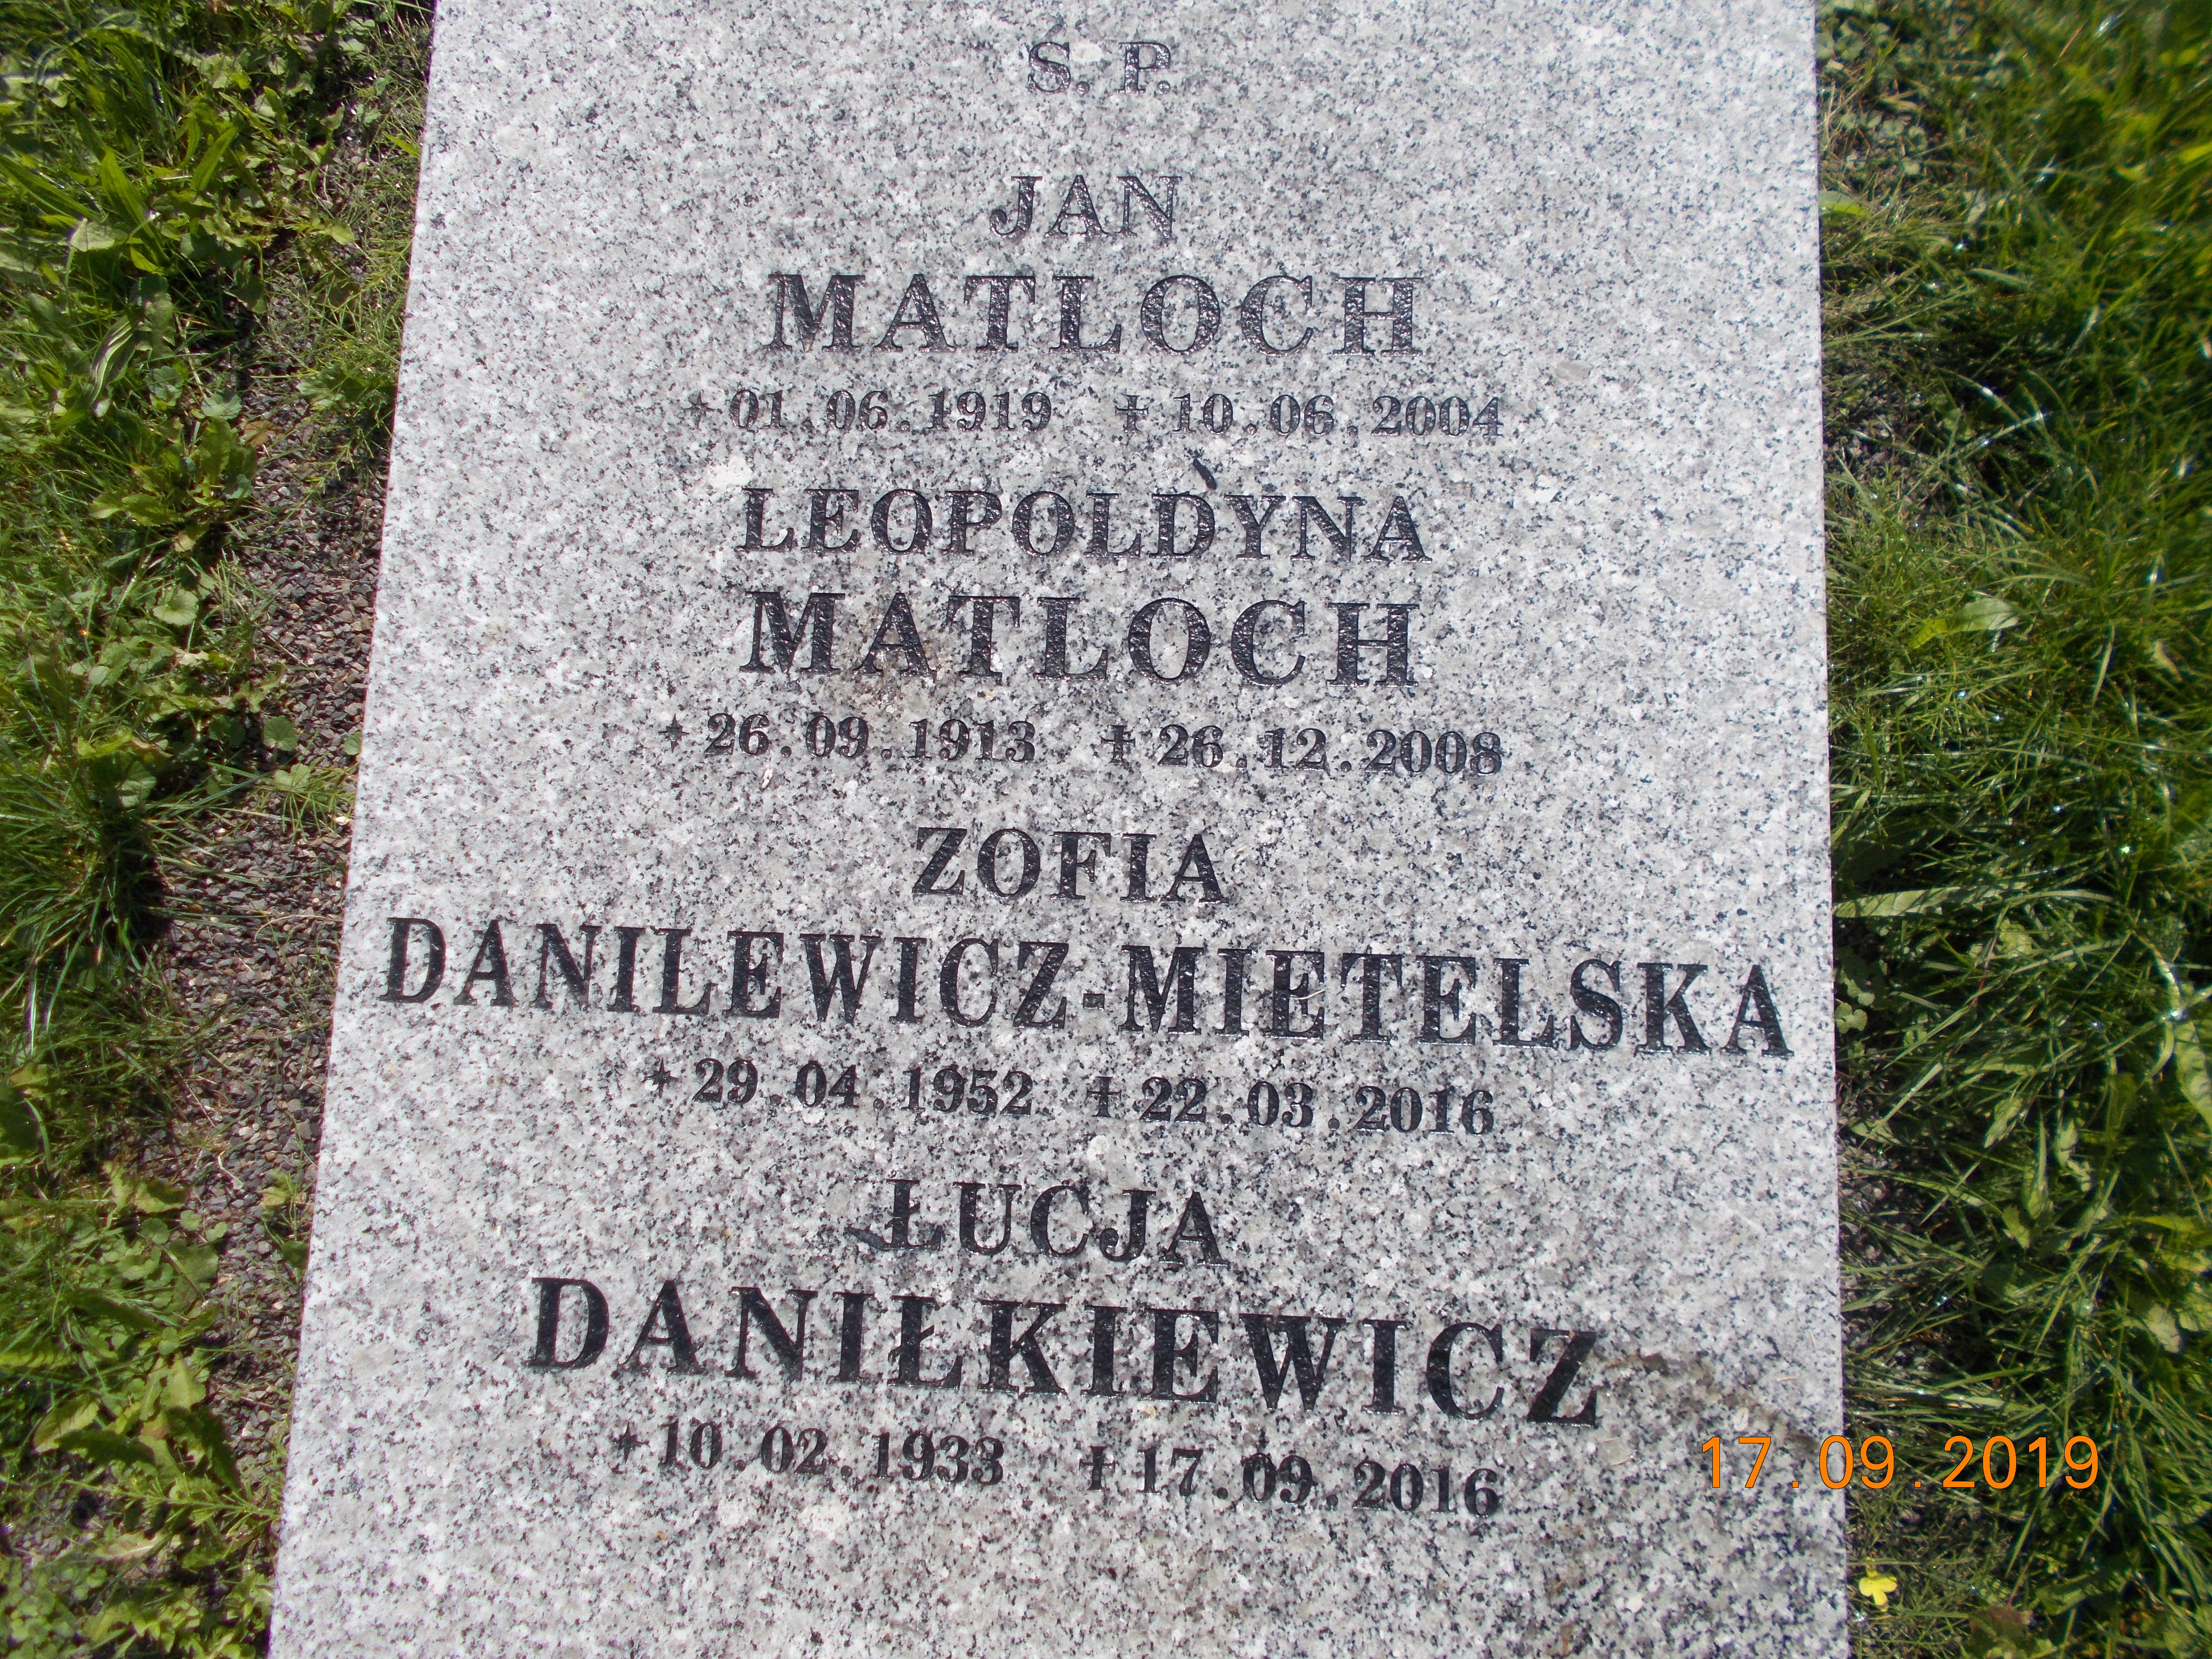 Ś. P.
JAN
MATLOCH
* 01.06.1919 † 10.06.2004
LEOPOLDYNA
MATLOCH
* 26.09.1913 † 26.12.2008
ZOFIA
DANILEWICZ-MIETELSKA
* 29.04.1952 † 22.03.2016
ŁUCJA
DANIŁKIEWICZ
* 10.02.1933 † 17.09.2016
17.09.2019